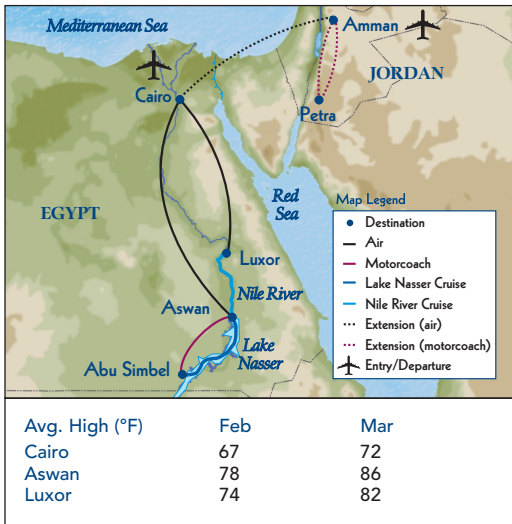 Mediterranean Sea
Amman
JORDAN
Cairo
Petra
EGYPT
Red
Sea
Luxor
Nile River
Aswan
Lake
Nasser
Abu Simbel
Map Legend
Destination
Air
Motorcoach
Lake Nasser Cruise
Nile River Cruise
Extension (air)
Extension (motorcoach)
Entry/Departure
Avg. High (°F) Feb Mar
Cairo 67 72
Aswan 78 86
Luxor 74 82